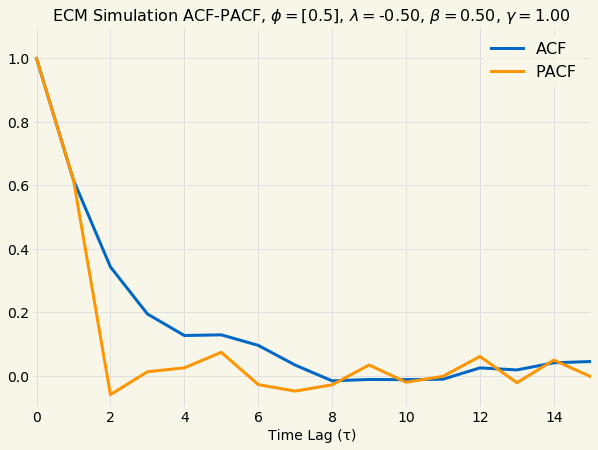 ECM Simulation ACF-PACF, $\phi = [0.5]$, $\lambda =$-0.50, $\beta = 0.50$, $\gamma = 1.00$
ACF
PACF
1.0
0.8
0.6
0.4
0.2
0.0
0 2 4 6 8 10 12 14
Time Lag (τ)